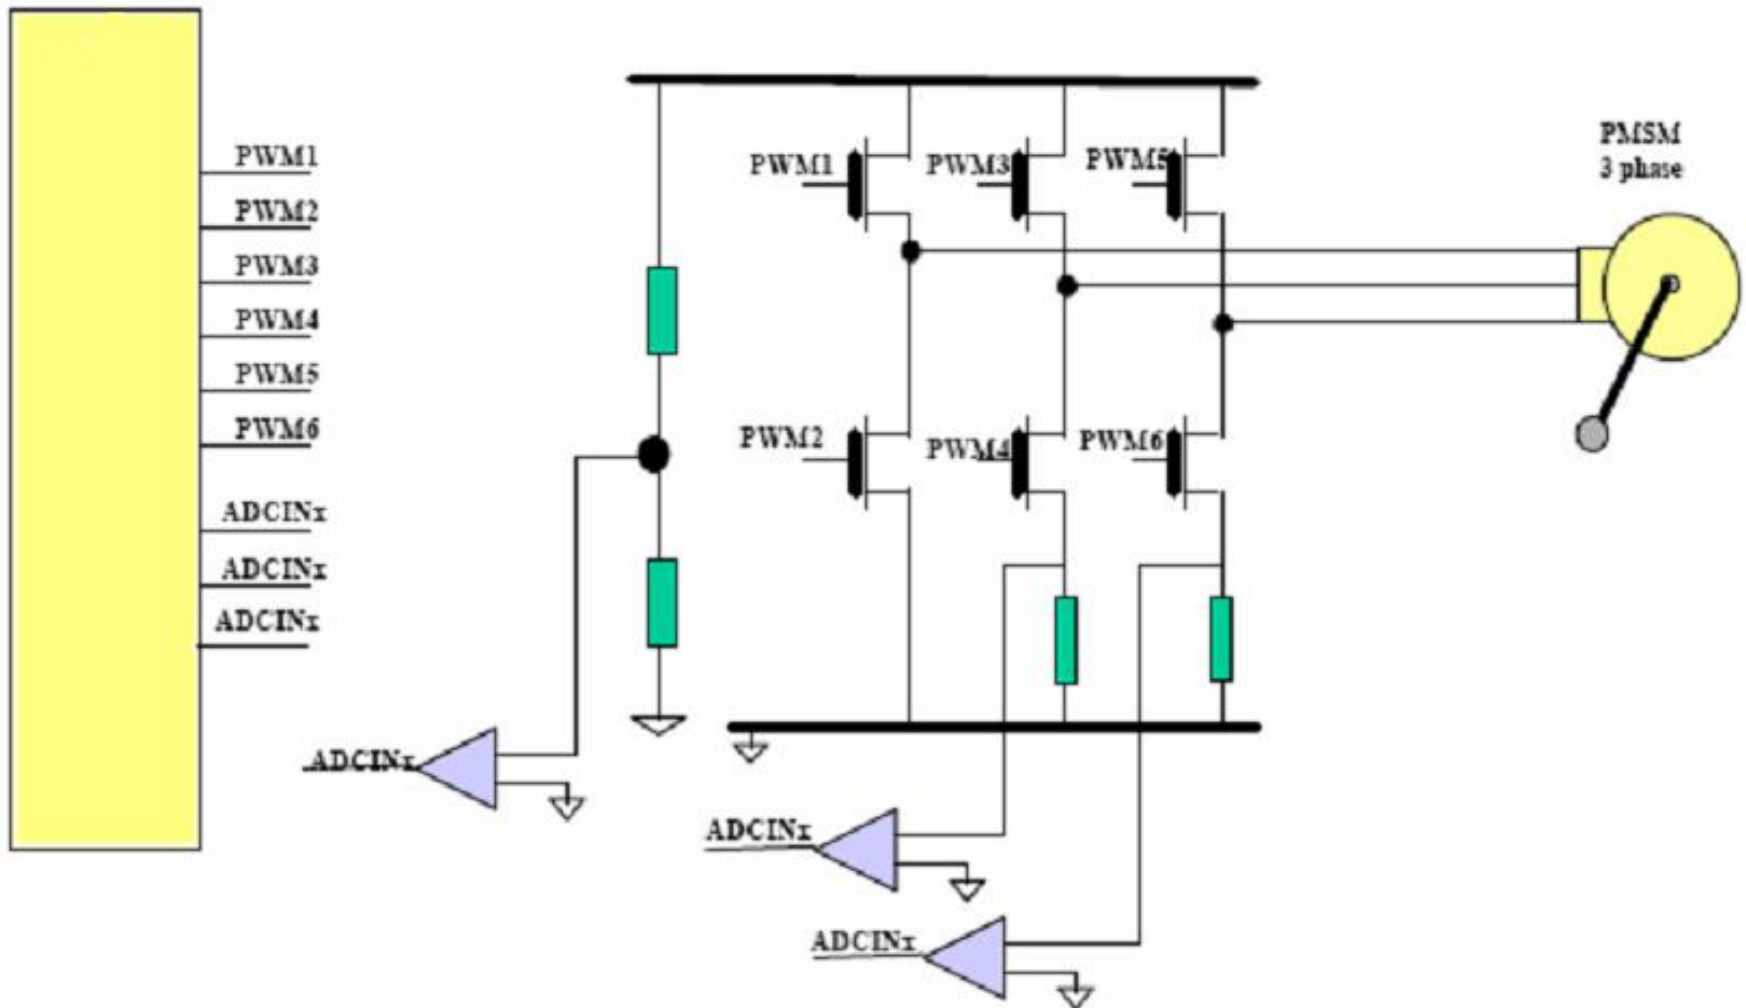 PWM1
PWM2
PWM3
PWM4
PWM5
PWM6
ADCINx
ADCINx
ADCINx
PWM1
PWM3
PWM5
PMSM
3 phase
PWM2
PWM4
PWM6
ADCINx
ADCINx
ADCINx